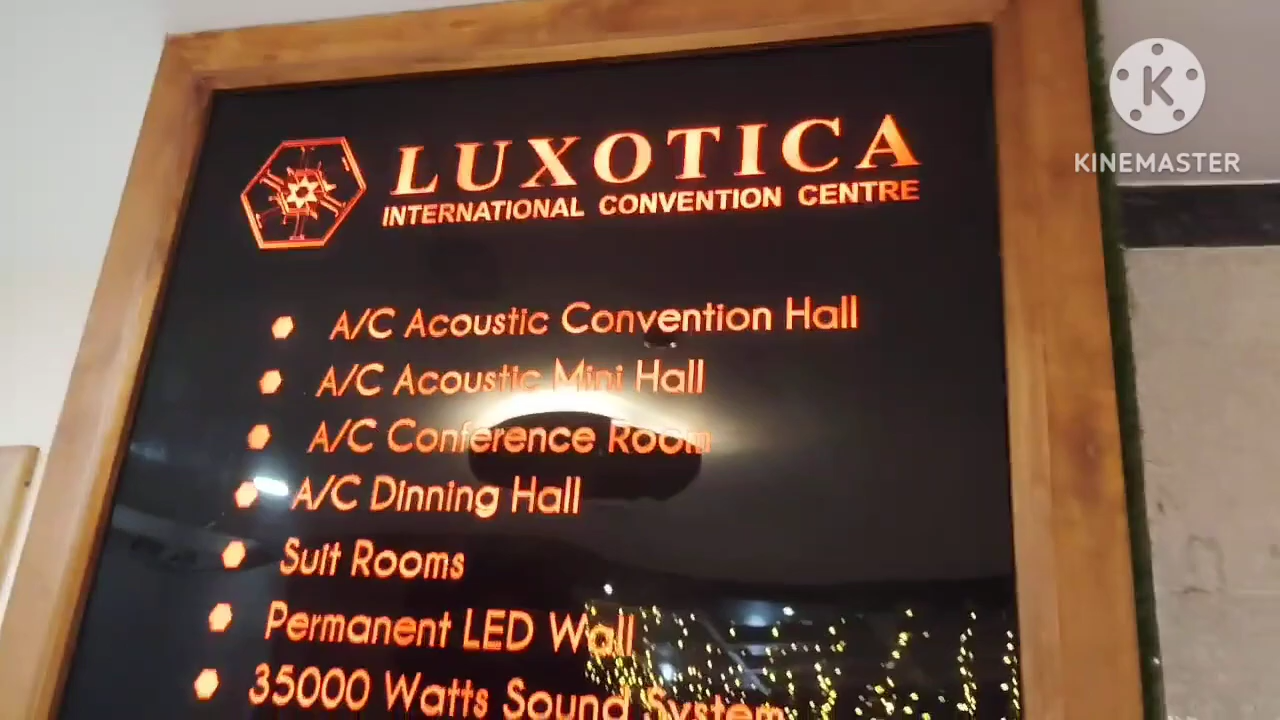 LUXOTICA
INTERNATIONAL CONVENTION CENTRE
A/C Acoustic Convention Hall
A/C Acoustic Mini Hall
A/C Conference Room
A/C Dinning Hall
Suit Rooms
Permanent LED Wall
35000 Watts Sound System
K
KINEMASTER